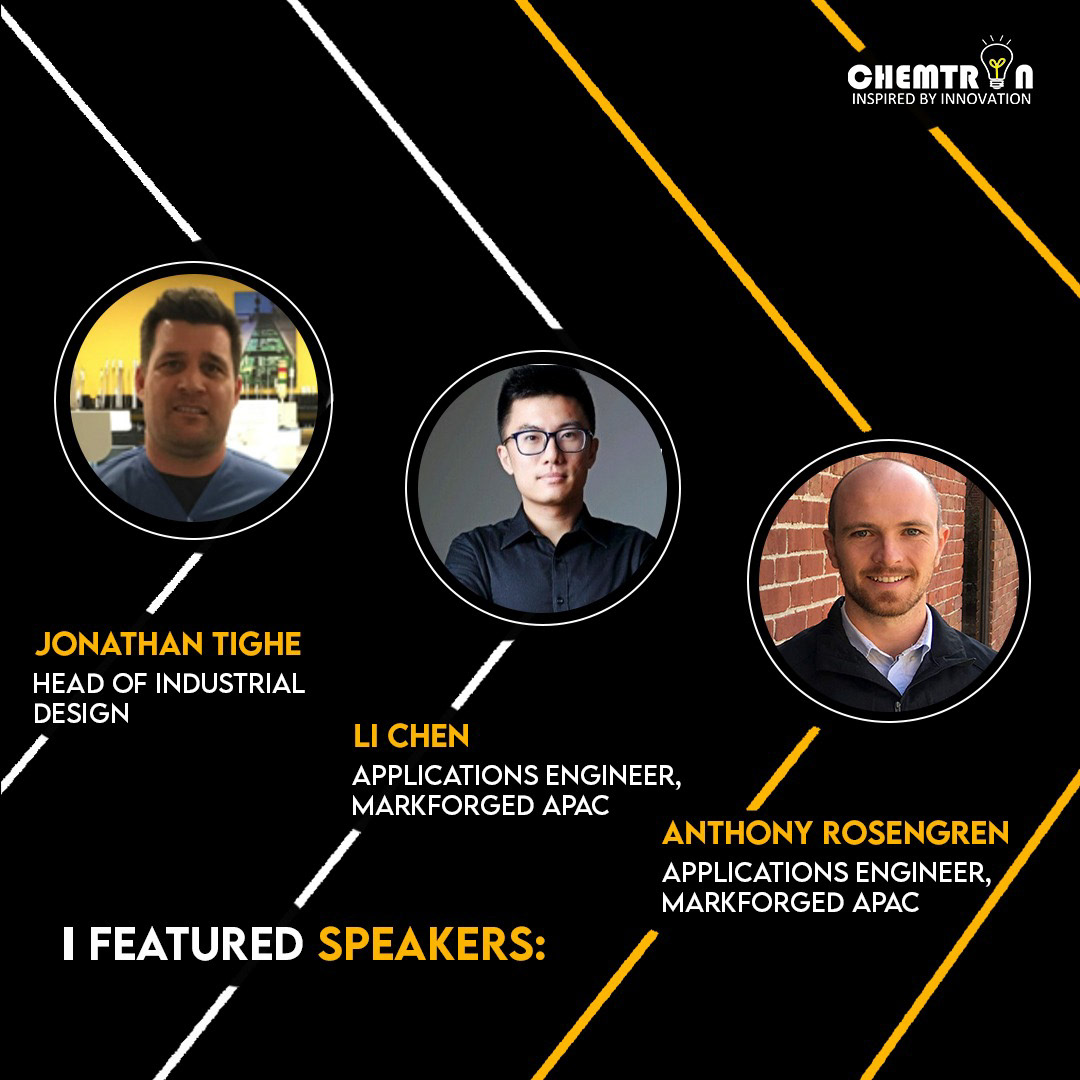 CHEMTRON
INSPIRED BY INNOVATION
JONATHAN TIGHE
HEAD OF INDUSTRIAL
DESIGN
LI CHEN
APPLICATIONS ENGINEER,
MARKFORGED APAC
ANTHONY ROSENGREN
APPLICATIONS ENGINEER,
MARKFORGED APAC
I FEATURED SPEAKERS: